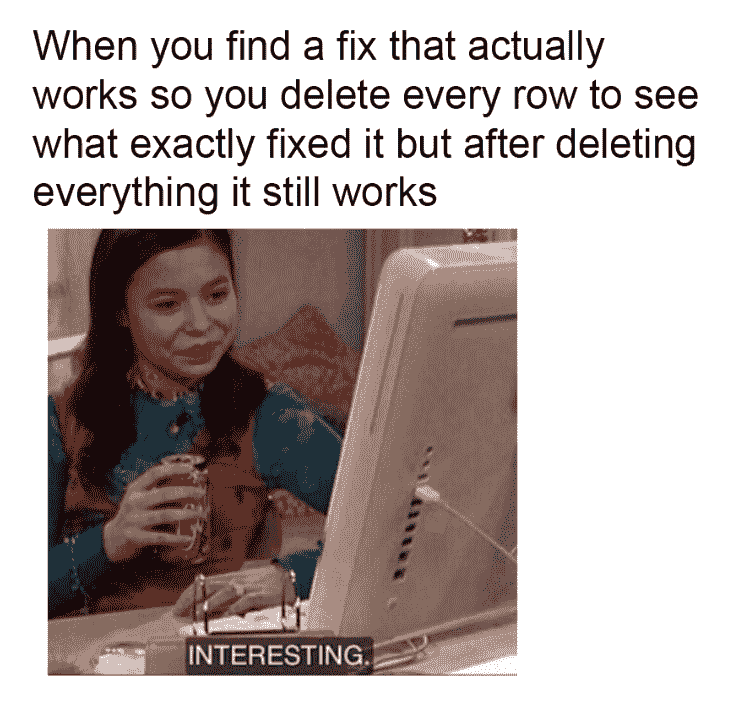 When you find a fix that actually
works so you delete every row to see
what exactly fixed it but after deleting
everything it still works
INTERESTING.